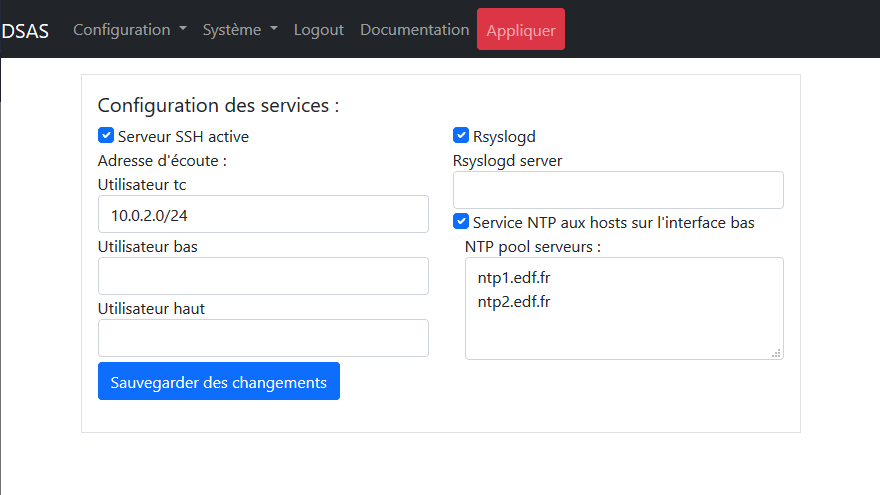 DSAS Configuration Système Logout Documentation Appliquer
Configuration des services :
Serveur SSH active
Adresse d'écoute :
Utilisateur tc
10.0.2.0/24
Utilisateur bas
Utilisateur haut
Sauvegarder des changements
Rsyslogd
Rsyslogd server
Service NTP aux hosts sur l'interface bas
NTP pool serveurs :
ntp1.edf.fr
ntp2.edf.fr